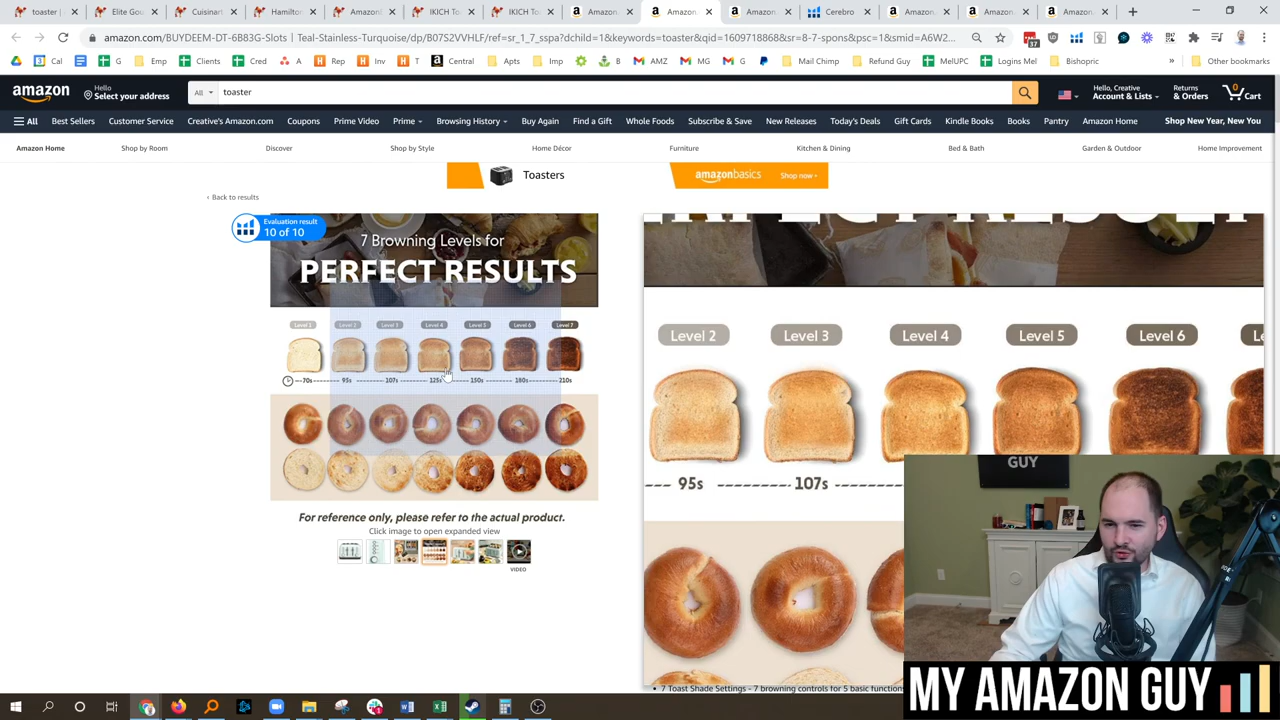 toaster
Elite Gou
Cuisinart
Hamilton
Amazon!
IKICH To
IKICH To
Amazon.
Amazon.
Amazon.
Cerebro
Amazon.
Amazon.
Amazon.
amazon.com/BUYDEEM-DT-6B83G-Slots | Teal-Stainless-Turquoise/dp/B07S2VVHLF/ref=sr_1_7_sspa?dchild=1&keywords=toaster&qid=1609718868&sr=8-7-spons&psc=1&smid=A6W2...
37
Cal G Emp Clients Cred A Rep Inv T Central Apts Imp B AMZ MG G Mail Chimp Refund Guy MelUPC Logins Mel Bishopric » Other bookmarks
amazon
Hello
Select your address
All
toaster
Hello, Creative
Account & Lists
Returns
& Orders
0
Cart
All Best Sellers Customer Service Creative's Amazon.com Coupons Prime Video Prime Browsing History Buy Again Find a Gift Whole Foods Subscribe & Save New Releases Today's Deals Gift Cards Kindle Books Books Pantry Amazon Home Shop New Year, New You
Amazon Home Shop by Room Discover Shop by Style Home Décor Furniture Kitchen & Dining Bed & Bath Garden & Outdoor Home Improvement
Toasters
amazonbasics
Shop now
‹ Back to results
Evaluation result
10 of 10
7 Browning Levels for
PERFECT RESULTS
Level 1 Level 2 Level 3 Level 4 Level 5 Level 6 Level 7
70s 95s 107s 125s 150s 180s 210s
For reference only, please refer to the actual product.
Click image to open expanded view
VIDEO
Level 2 Level 3 Level 4 Level 5 Level 6
95s 107s
• 7 Toast Shade Settings - 7 browning controls for 5 basic functions
GUY
MY AMAZON GUY